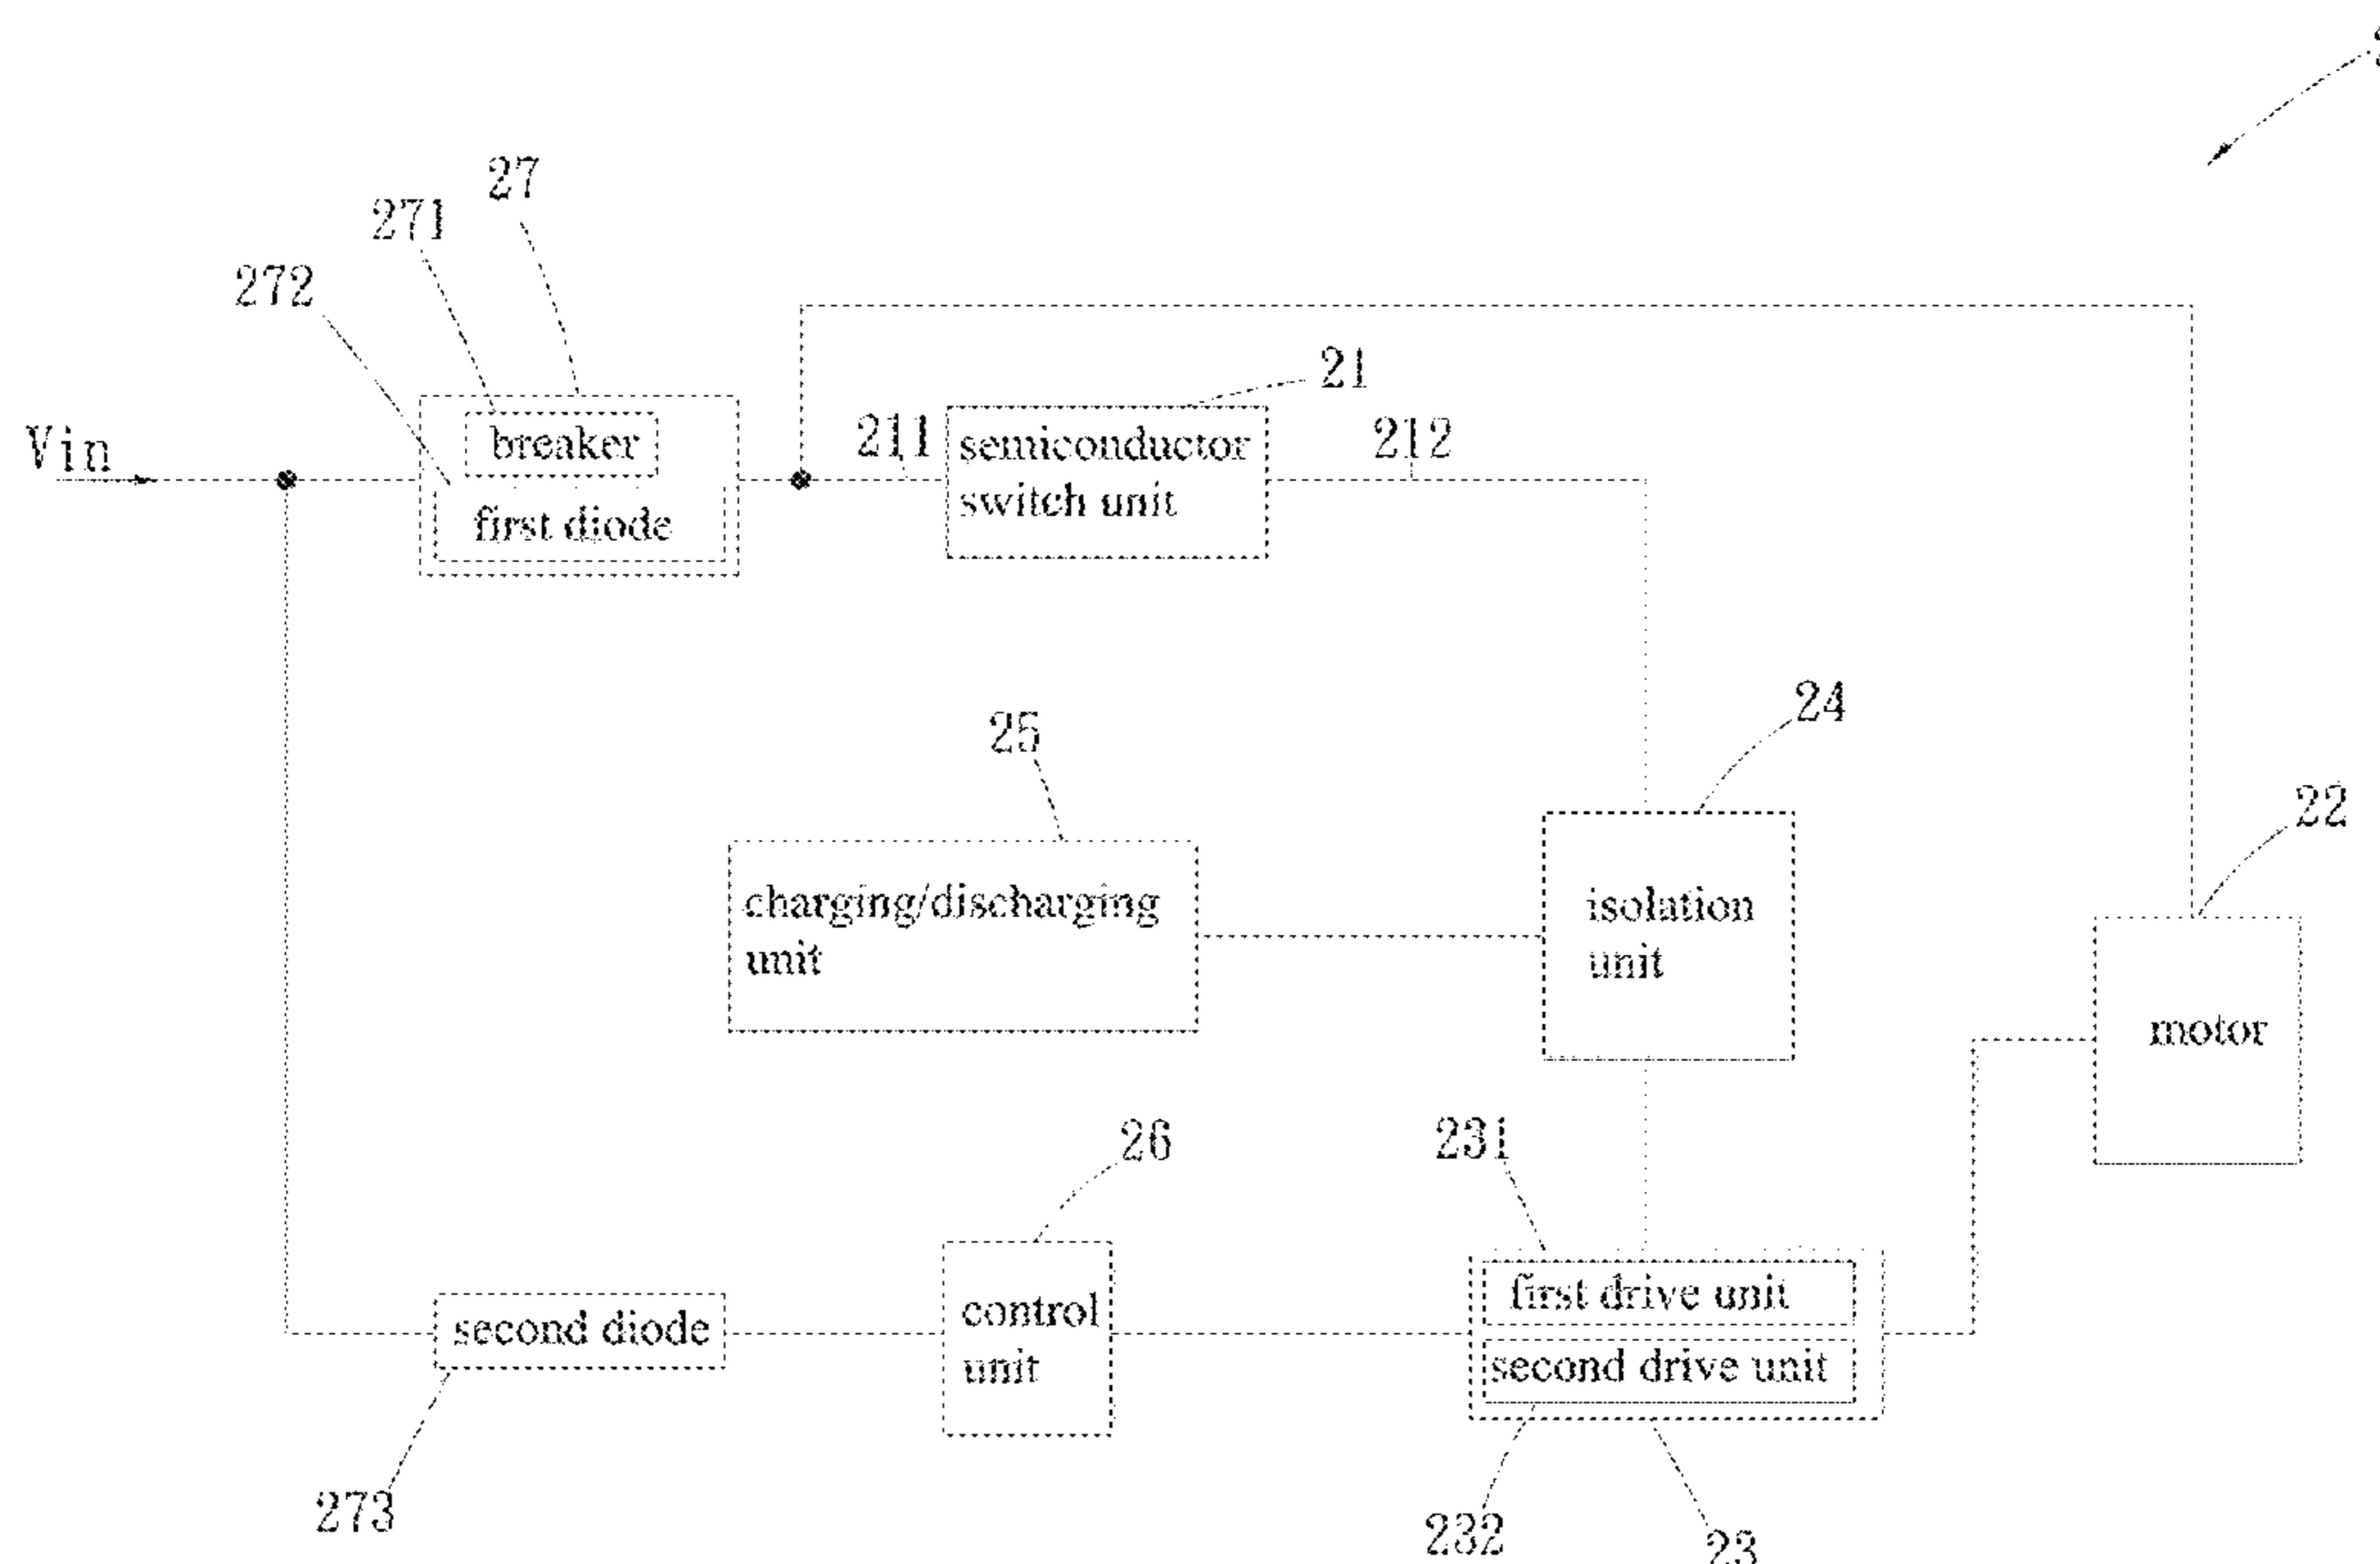 27
271
272
21
Vin
breaker
211
semiconductor
switch unit
212
first diode
24
25
22
charging/discharging
unit
isolation
unit
motor
26
231
control
unit
first drive unit
second diode
second drive unit
273
232
23